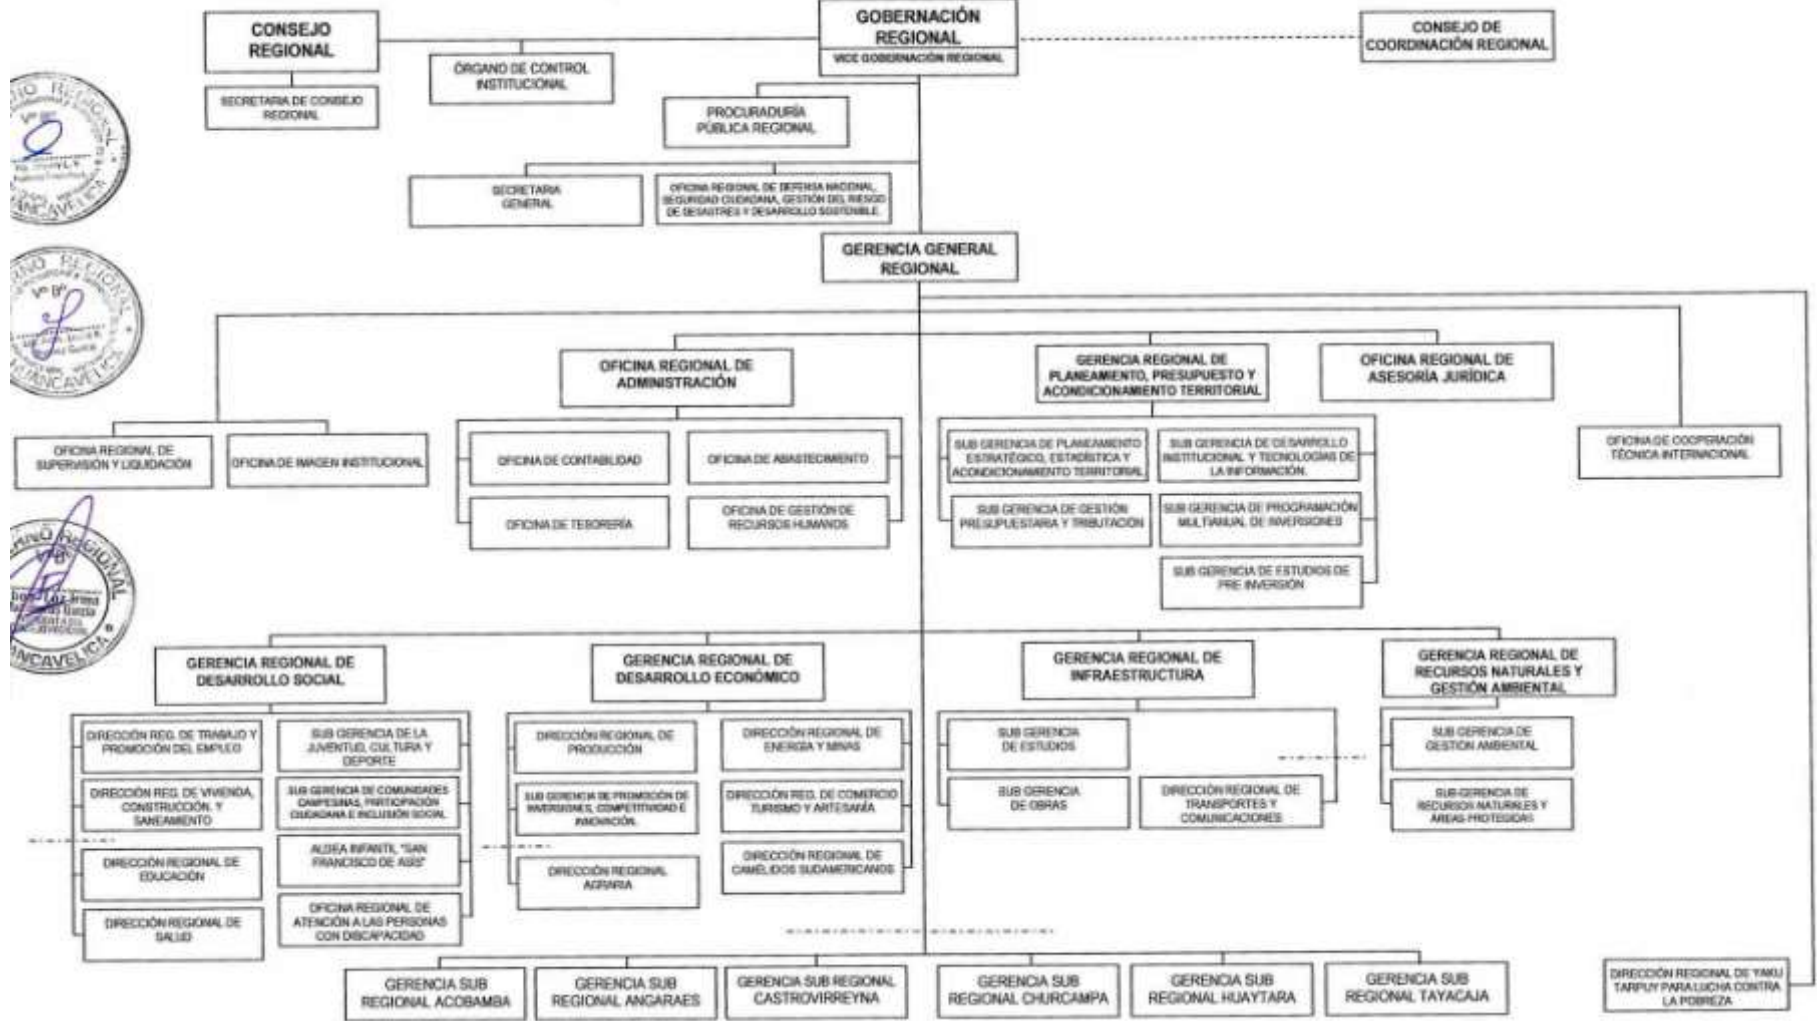 CONSEJO
REGIONAL
GOBERNACIÓN
REGIONAL
VICE GOBERNACIÓN REGIONAL
CONSEJO DE
COORDINACIÓN REGIONAL
ÓRGANO DE CONTROL
INSTITUCIONAL
SECRETARIA DE CONSEJO
REGIONAL
PROCURADURÍA
PÚBLICA REGIONAL
SECRETARIA
GENERAL
OFICINA REGIONAL DE DEFENSA NACIONAL,
SEGURIDAD CIUDADANA, GESTIÓN DEL RIESGO
DE DESASTRES Y DESARROLLO SOSTENIBLE.
GERENCIA GENERAL
REGIONAL
OFICINA REGIONAL DE
ADMINISTRACIÓN
GERENCIA REGIONAL DE
PLANEAMIENTO, PRESUPUESTO Y
ACONDICIONAMIENTO TERRITORIAL
OFICINA REGIONAL DE
ASESORÍA JURÍDICA
OFICINA REGIONAL DE
SUPERVISIÓN Y LIQUIDACIÓN
OFICINA DE IMAGEN INSTITUCIONAL
OFICINA DE CONTABILIDAD
OFICINA DE ABASTECIMIENTO
OFICINA DE TESORERÍA
OFICINA DE GESTIÓN DE
RECURSOS HUMANOS
SUB GERENCIA DE PLANEAMIENTO
ESTRATÉGICO, ESTADÍSTICA Y
ACONDICIONAMIENTO TERRITORIAL
SUB GERENCIA DE DESARROLLO
INSTITUCIONAL Y TECNOLOGÍAS DE
LA INFORMACIÓN.
SUB GERENCIA DE GESTIÓN
PRESUPUESTARIA Y TRIBUTACIÓN
SUB GERENCIA DE PROGRAMACIÓN
MULTIANUAL DE INVERSIONES
SUB GERENCIA DE ESTUDIOS DE
PRE INVERSIÓN
OFICINA DE COOPERACIÓN
TÉCNICA INTERNACIONAL
GERENCIA REGIONAL DE
DESARROLLO SOCIAL
GERENCIA REGIONAL DE
DESARROLLO ECONÓMICO
GERENCIA REGIONAL DE
INFRAESTRUCTURA
GERENCIA REGIONAL DE
RECURSOS NATURALES Y
GESTIÓN AMBIENTAL
DIRECCIÓN REG. DE TRABAJO Y
PROMOCIÓN DEL EMPLEO
SUB GERENCIA DE LA
JUVENTUD, CULTURA Y
DEPORTE
DIRECCIÓN REG. DE VIVIENDA,
CONSTRUCCIÓN. Y
SANEAMIENTO
SUB GERENCIA DE COMUNIDADES
CAMPESINAS, PARTICIPACIÓN
CIUDADANA E INCLUSIÓN SOCIAL
DIRECCIÓN REGIONAL DE
EDUCACIÓN
ALDEA INFANTIL "SAN
FRANCISCO DE ASÍS"
DIRECCIÓN REGIONAL DE
SALUD
OFICINA REGIONAL DE
ATENCIÓN A LAS PERSONAS
CON DISCAPACIDAD
DIRECCIÓN REGIONAL DE
PRODUCCIÓN
DIRECCIÓN REGIONAL DE
ENERGÍA Y MINAS
SUB GERENCIA DE PROMOCIÓN DE
INVERSIONES, COMPETITIVIDAD E
INNOVACIÓN.
DIRECCIÓN REG. DE COMERCIO
TURISMO Y ARTESANÍA
DIRECCIÓN REGIONAL
AGRARIA
DIRECCIÓN REGIONAL DE
CAMÉLIDOS SUDAMERICANOS
SUB GERENCIA
DE ESTUDIOS
SUB GERENCIA
DE OBRAS
DIRECCIÓN REGIONAL DE
TRANSPORTES Y
COMUNICACIONES
SUB GERENCIA DE
GESTIÓN AMBIENTAL
SUB GERENCIA DE
RECURSOS NATURALES Y
ÁREAS PROTEGIDAS
GERENCIA SUB
REGIONAL ACOBAMBA
GERENCIA SUB
REGIONAL ANGARAES
GERENCIA SUB REGIONAL
CASTROVIRREYNA
GERENCIA SUB
REGIONAL CHURCAMPA
GERENCIA SUB
REGIONAL HUAYTARA
GERENCIA SUB
REGIONAL TAYACAJA
DIRECCIÓN REGIONAL DE YAKU
TARPUY PARA LUCHA CONTRA
LA POBREZA
REGIONAL
V° B°
REGIONAL
V° B°
HUANCAVELICA
REGIONAL